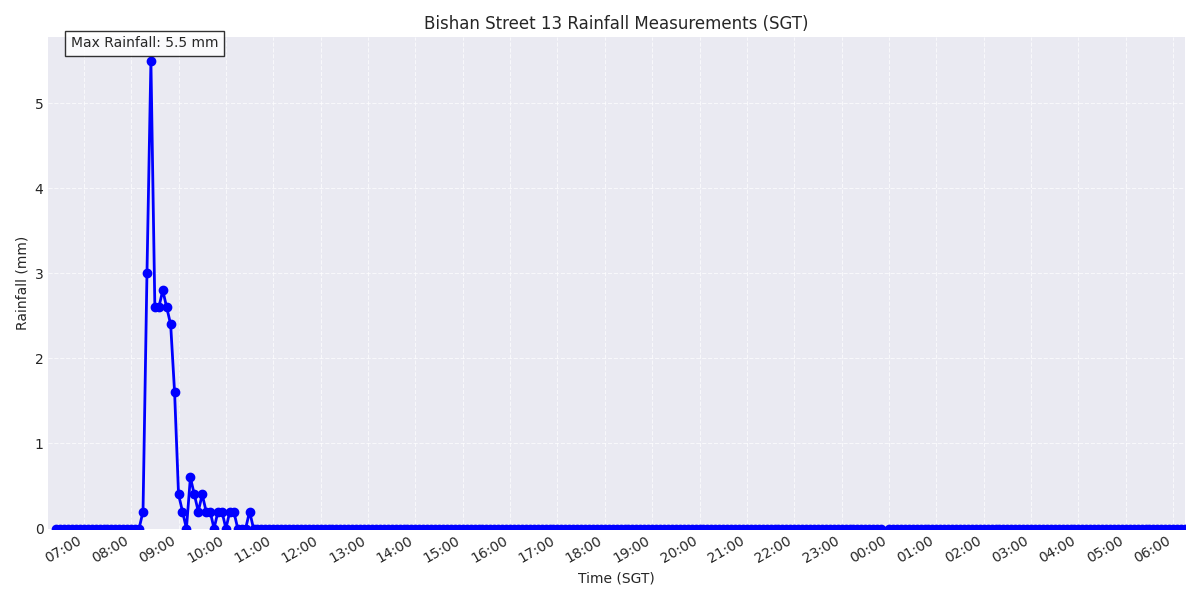 Bishan Street 13 Rainfall Measurements (SGT)
Max Rainfall: 5.5 mm
Rainfall (mm)
5
4
3
2
1
0
07:00 08:00 09:00 10:00 11:00 12:00 13:00 14:00 15:00 16:00 17:00 18:00 19:00 20:00 21:00 22:00 23:00 00:00 01:00 02:00 03:00 04:00 05:00 06:00
Time (SGT)